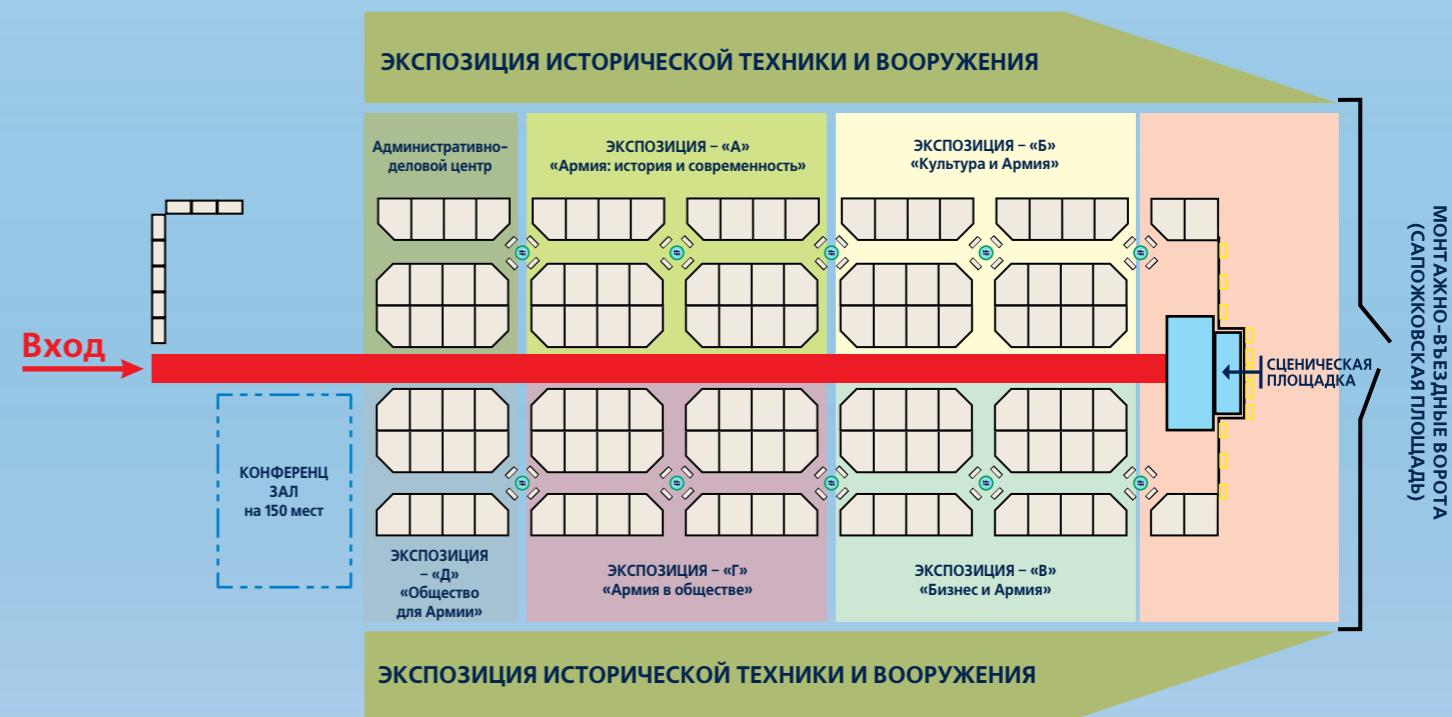 ЭКСПОЗИЦИЯ ИСТОРИЧЕСКОЙ ТЕХНИКИ И ВООРУЖЕНИЯ
Административно-
деловой центр
ЭКСПОЗИЦИЯ – «А»
«Армия: история и современность»
ЭКСПОЗИЦИЯ – «Б»
«Культура и Армия»
Вход
СЦЕНИЧЕСКАЯ
ПЛОЩАДКА
МОНТАЖНО-ВЪЕЗДНЫЕ ВОРОТА
(САПОЖКОВСКАЯ ПЛОЩАДЬ)
КОНФЕРЕНЦ
ЗАЛ
на 150 мест
ЭКСПОЗИЦИЯ
– «Д»
«Общество
для Армии»
ЭКСПОЗИЦИЯ – «Г»
«Армия в обществе»
ЭКСПОЗИЦИЯ – «В»
«Бизнес и Армия»
ЭКСПОЗИЦИЯ ИСТОРИЧЕСКОЙ ТЕХНИКИ И ВООРУЖЕНИЯ